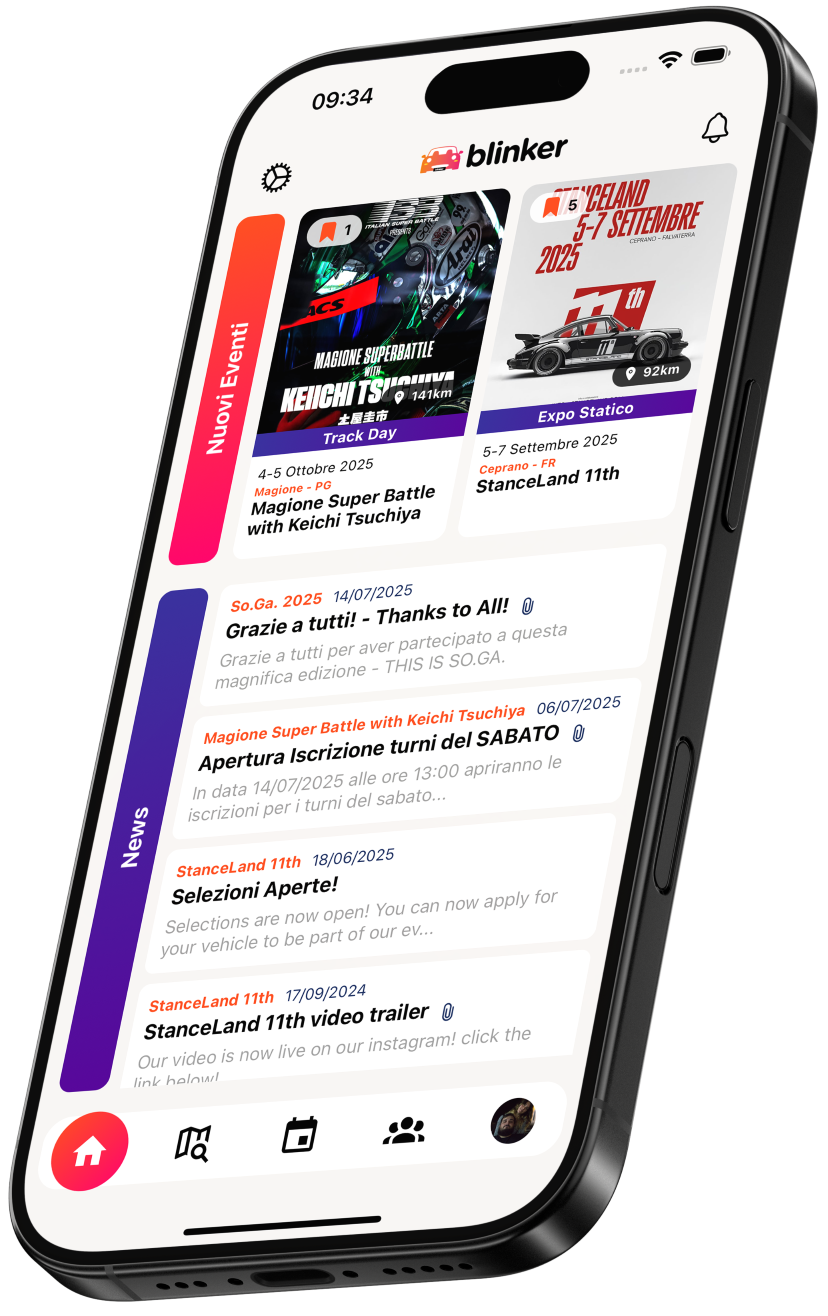 09:34
blinker
Nuovi Eventi
1
ISB
ITALIAN SUPER BATTLE
PRESENTS
Arai
ACS
MAGIONE SUPERBATTLE
WITH
KEIICHI TSUCHIYA
土屋圭市
141km
Track Day
4-5 Ottobre 2025
Magione - PG
Magione Super Battle
with Keichi Tsuchiya
5
STANCELAND
5-7 SETTEMBRE
2025
CEPRANO - FALVATERRA
11th
92km
Expo Statico
5-7 Settembre 2025
Ceprano - FR
StanceLand 11th
News
So.Ga. 2025 14/07/2025
Grazie a tutti! - Thanks to All!
Grazie a tutti per aver partecipato a questa
magnifica edizione - THIS IS SO.GA.
Magione Super Battle with Keichi Tsuchiya 06/07/2025
Apertura Iscrizione turni del SABATO
In data 14/07/2025 alle ore 13:00 apriranno le
iscrizioni per i turni del sabato...
StanceLand 11th 18/06/2025
Selezioni Aperte!
Selections are now open! You can now apply for
your vehicle to be part of our ev...
StanceLand 11th 17/09/2024
StanceLand 11th video trailer
Our video is now live on our instagram! click the
link below!